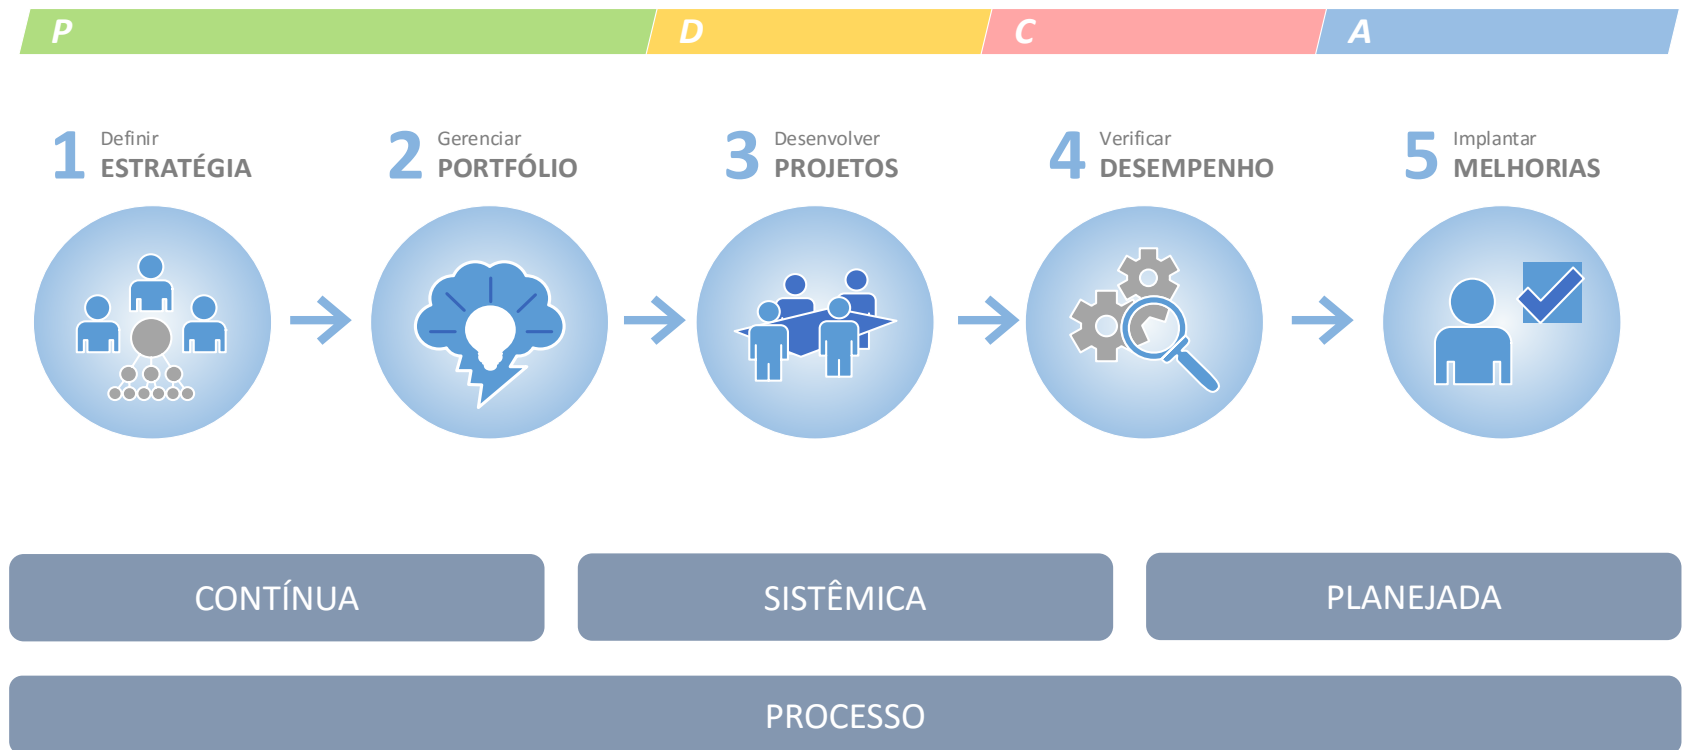 P D C A
1 Definir ESTRATÉGIA
2 Gerenciar PORTFÓLIO
3 Desenvolver PROJETOS
4 Verificar DESEMPENHO
5 Implantar MELHORIAS
CONTÍNUA
SISTÊMICA
PLANEJADA
PROCESSO